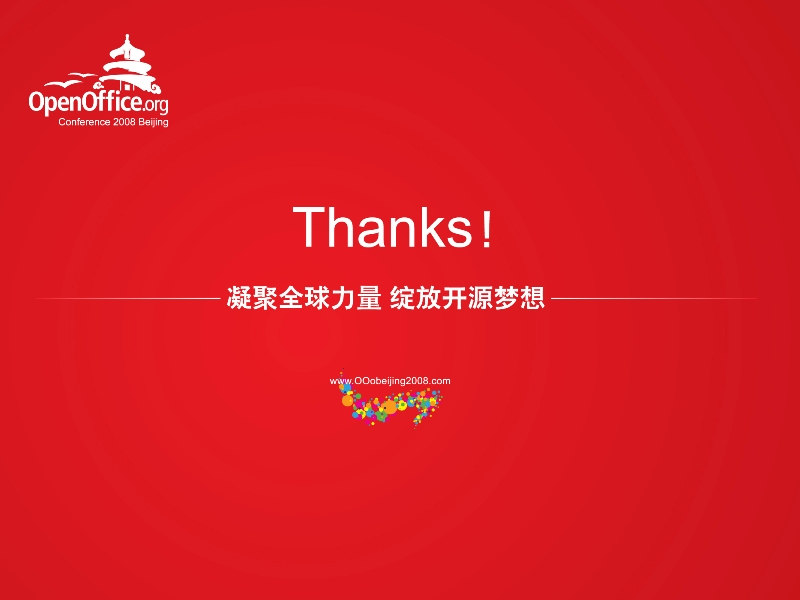 OpenOffice.org
Conference 2008 Beijing
Thanks!
凝聚全球力量 绽放开源梦想
www.OOobeijing2008.com